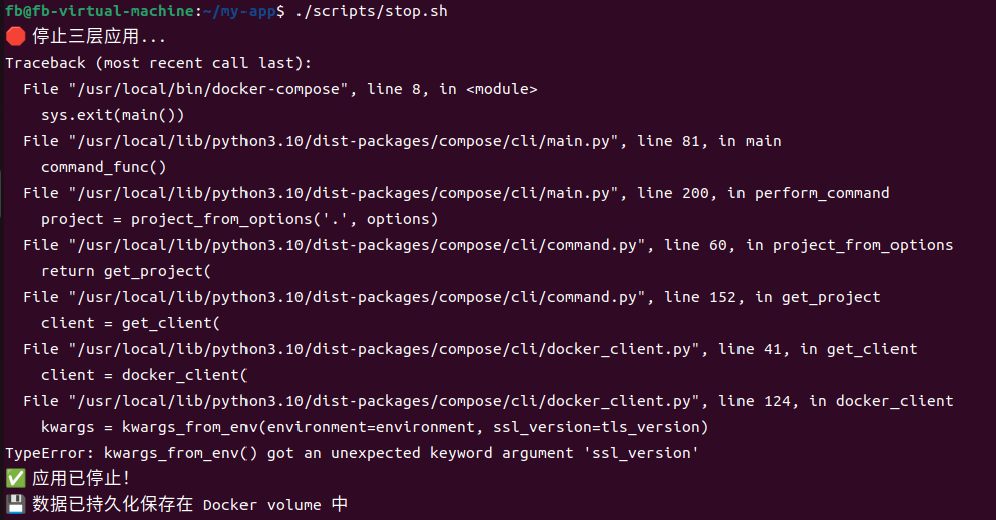 fb@fb-virtual-machine:~/my-app$ ./scripts/stop.sh
🛑 停止三层应用...
Traceback (most recent call last):
  File "/usr/local/bin/docker-compose", line 8, in <module>
    sys.exit(main())
  File "/usr/local/lib/python3.10/dist-packages/compose/cli/main.py", line 81, in main
    command_func()
  File "/usr/local/lib/python3.10/dist-packages/compose/cli/main.py", line 200, in perform_command
    project = project_from_options('.', options)
  File "/usr/local/lib/python3.10/dist-packages/compose/cli/command.py", line 60, in project_from_options
    return get_project(
  File "/usr/local/lib/python3.10/dist-packages/compose/cli/command.py", line 152, in get_project
    client = get_client(
  File "/usr/local/lib/python3.10/dist-packages/compose/cli/docker_client.py", line 41, in get_client
    client = docker_client(
  File "/usr/local/lib/python3.10/dist-packages/compose/cli/docker_client.py", line 124, in docker_client
    kwargs = kwargs_from_env(environment=environment, ssl_version=tls_version)
TypeError: kwargs_from_env() got an unexpected keyword argument 'ssl_version'
✅ 应用已停止!
💾 数据已持久化保存在 Docker volume 中